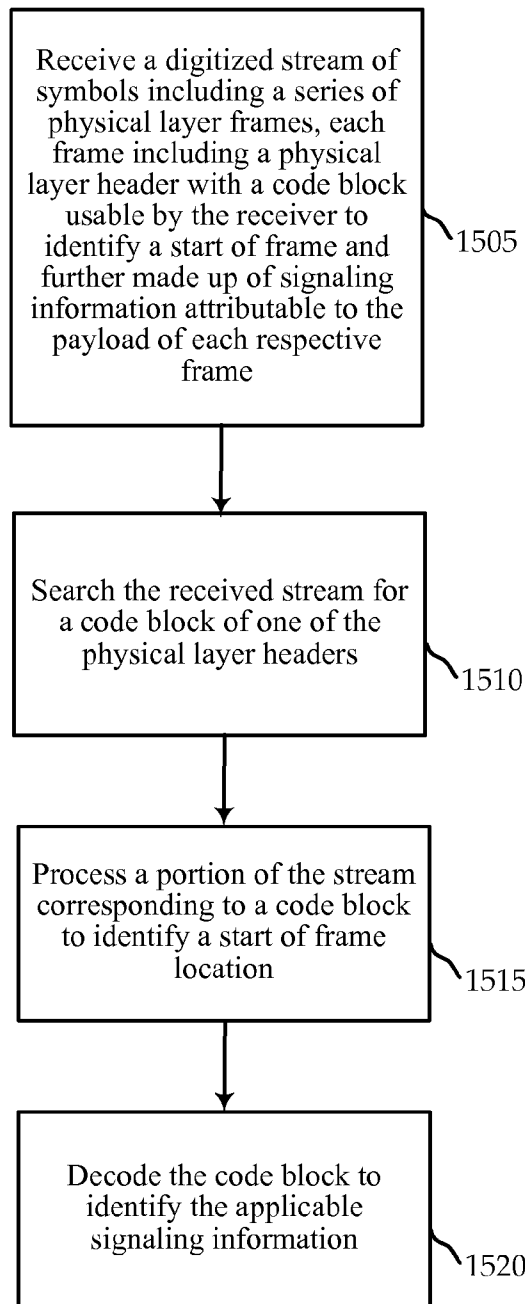 Receive a digitized stream of
symbols including a series of
physical layer frames, each
frame including a physical
layer header with a code block
usable by the receiver to
identify a start of frame and
further made up of signaling
information attributable to the
payload of each respective
frame
1505
Search the received stream for
a code block of one of the
physical layer headers
1510
Process a portion of the stream
corresponding to a code block
to identify a start of frame
location
1515
Decode the code block to
identify the applicable
signaling information
1520